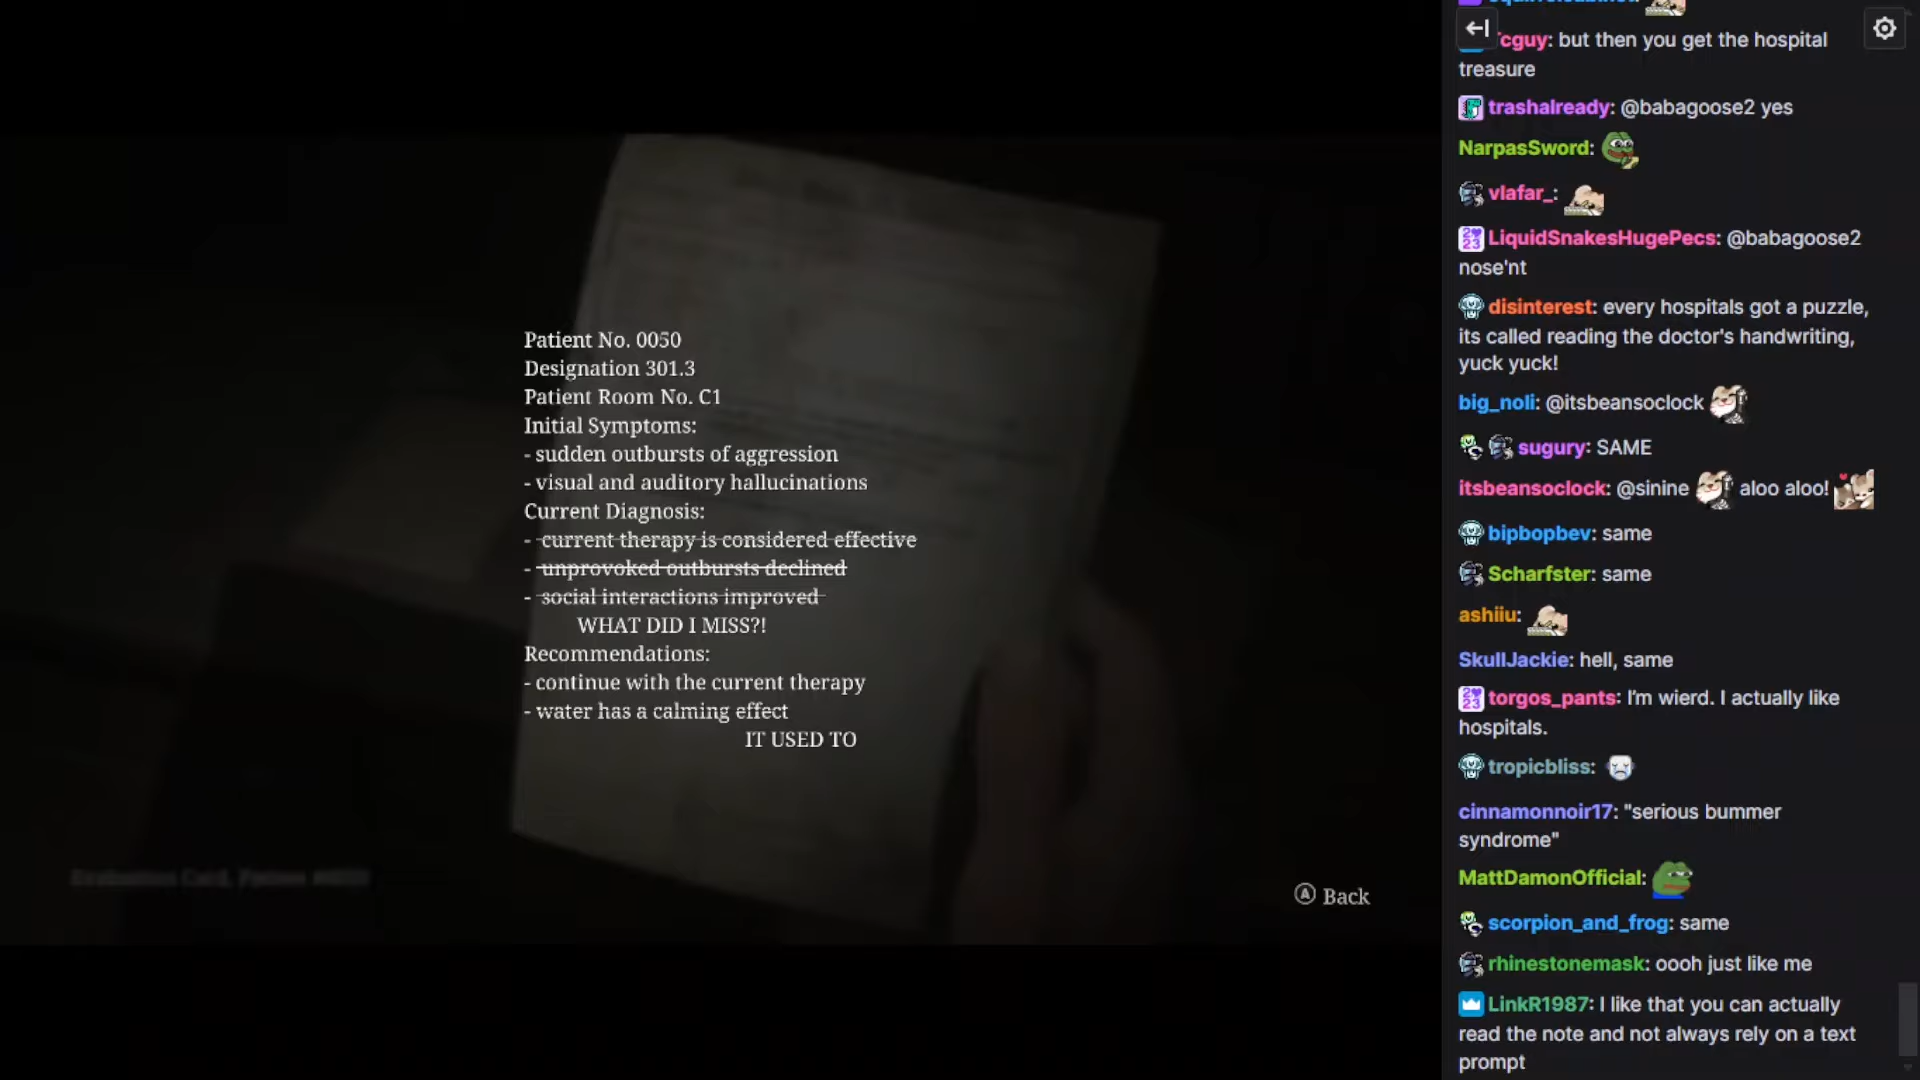 Patient No. 0050
Designation 301.3
Patient Room No. C1
Initial Symptoms:
- sudden outbursts of aggression
- visual and auditory hallucinations
Current Diagnosis:
- current therapy is considered effective
- unprovoked outbursts declined
- social interactions improved
WHAT DID I MISS?!
Recommendations:
- continue with the current therapy
- water has a calming effect
IT USED TO
A Back
cguy: but then you get the hospital
treasure
trashalready: @babagoose2 yes
NarpasSword:
vlafar_:
LiquidSnakesHugePecs: @babagoose2
nose'nt
disinterest: every hospitals got a puzzle,
its called reading the doctor's handwriting,
yuck yuck!
big_noli: @itsbeansoclock
sugury: SAME
itsbeansoclock: @sinine aloo aloo!
bipbopbev: same
Scharfster: same
ashiiu:
SkullJackie: hell, same
torgos_pants: I'm wierd. I actually like
hospitals.
tropicbliss:
cinnamonnoir17: "serious bummer
syndrome"
MattDamonOfficial:
scorpion_and_frog: same
rhinestonemask: oooh just like me
LinkR1987: I like that you can actually
read the note and not always rely on a text
prompt